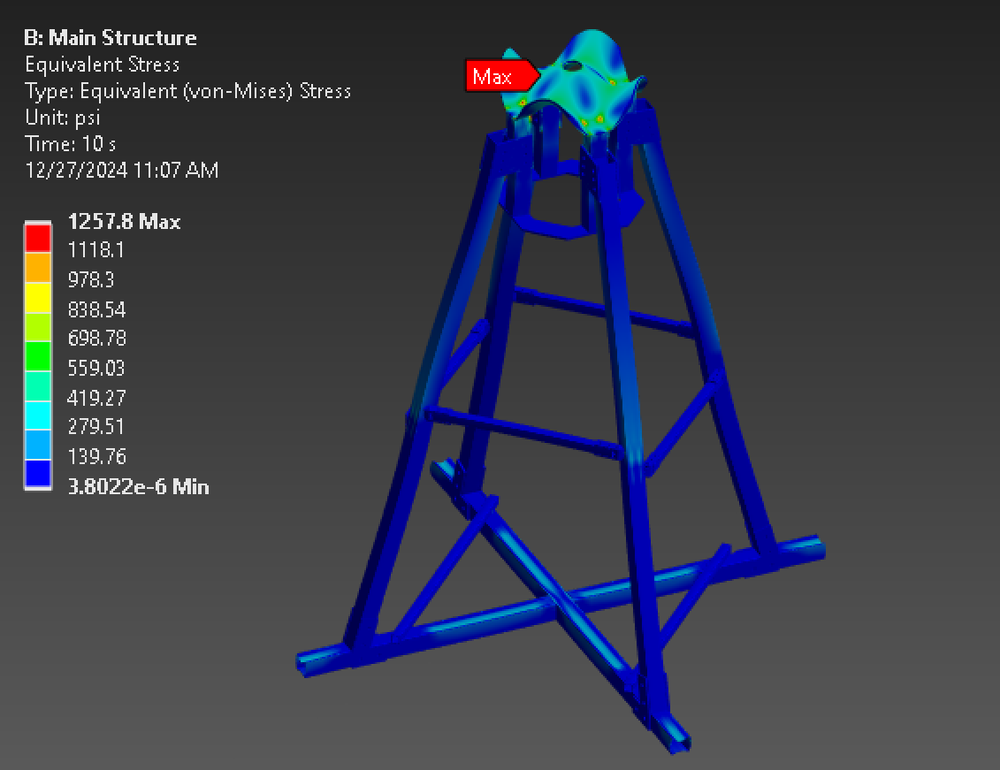 B: Main Structure
Equivalent Stress
Type: Equivalent (von-Mises) Stress
Unit: psi
Time: 10 s
12/27/2024 11:07 AM
Max
1257.8 Max
1118.1
978.3
838.54
698.78
559.03
419.27
279.51
139.76
3.8022e-6 Min